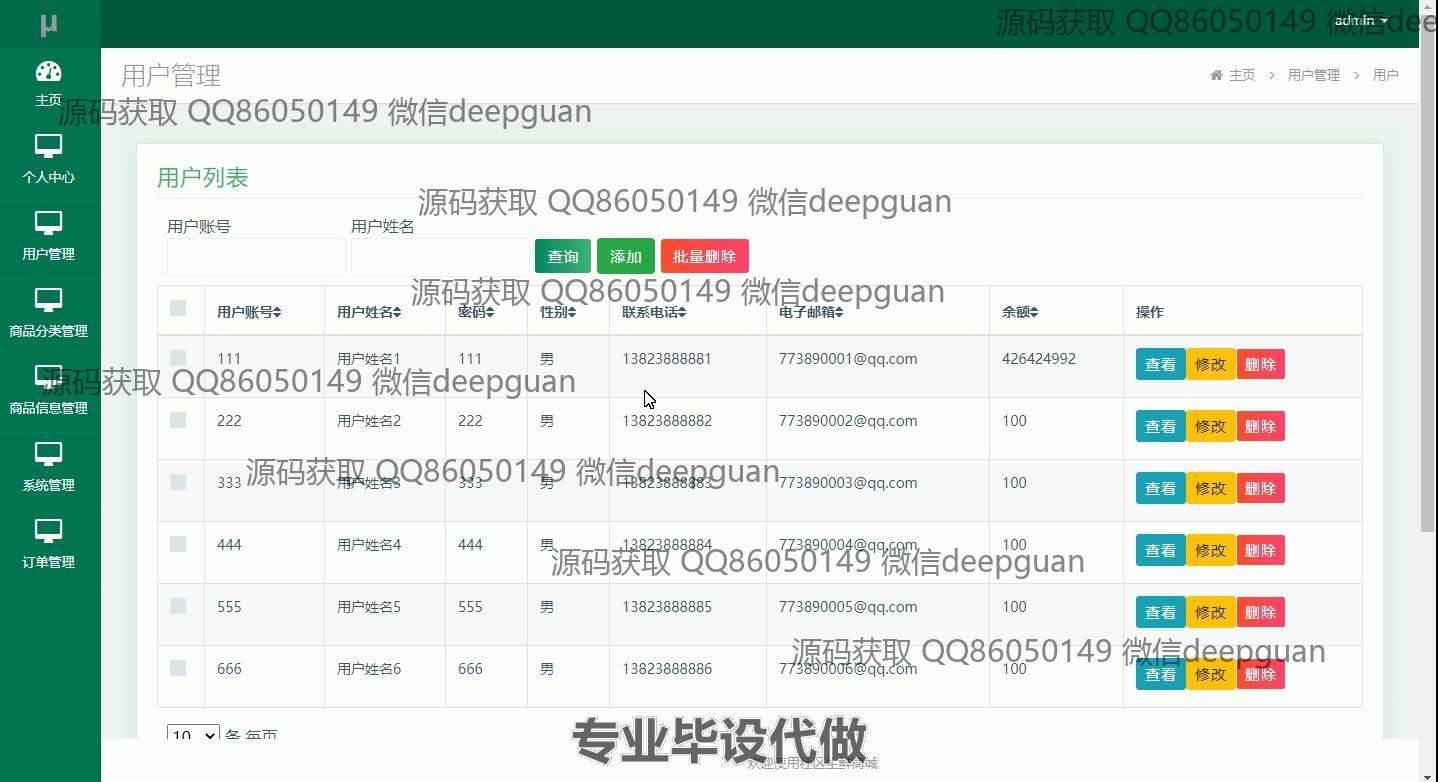 μ
源码获取 QQ86050149 微信dee
admin
用户管理
主页 > 用户管理 > 用户
主页
源码获取 QQ86050149 微信deepguan
个人中心
用户管理
商品分类管理
商品信息管理
系统管理
订单管理
用户列表
源码获取 QQ86050149 微信deepguan
用户账号 用户姓名
查询 添加 批量删除
源码获取 QQ86050149 微信deepguan
用户账号 用户姓名 密码 性别 联系电话 电子邮箱 余额 操作
111 用户姓名1 111 男 13823888881 773890001@qq.com 426424992 查看 修改 删除
源码获取 QQ86050149 微信deepguan
222 用户姓名2 222 男 13823888882 773890002@qq.com 100 查看 修改 删除
源码获取 QQ86050149 微信deepguan
333 用户姓名3 333 男 13823888883 773890003@qq.com 100 查看 修改 删除
444 用户姓名4 444 男 13823888884 773890004@qq.com 100 查看 修改 删除
源码获取 QQ86050149 微信deepguan
555 用户姓名5 555 男 13823888885 773890005@qq.com 100 查看 修改 删除
源码获取 QQ86050149 微信deepguan
666 用户姓名6 666 男 13823888886 773890006@qq.com 100 查看 修改 删除
10 条 每页
专业毕设代做
欢迎使用社区生鲜商城